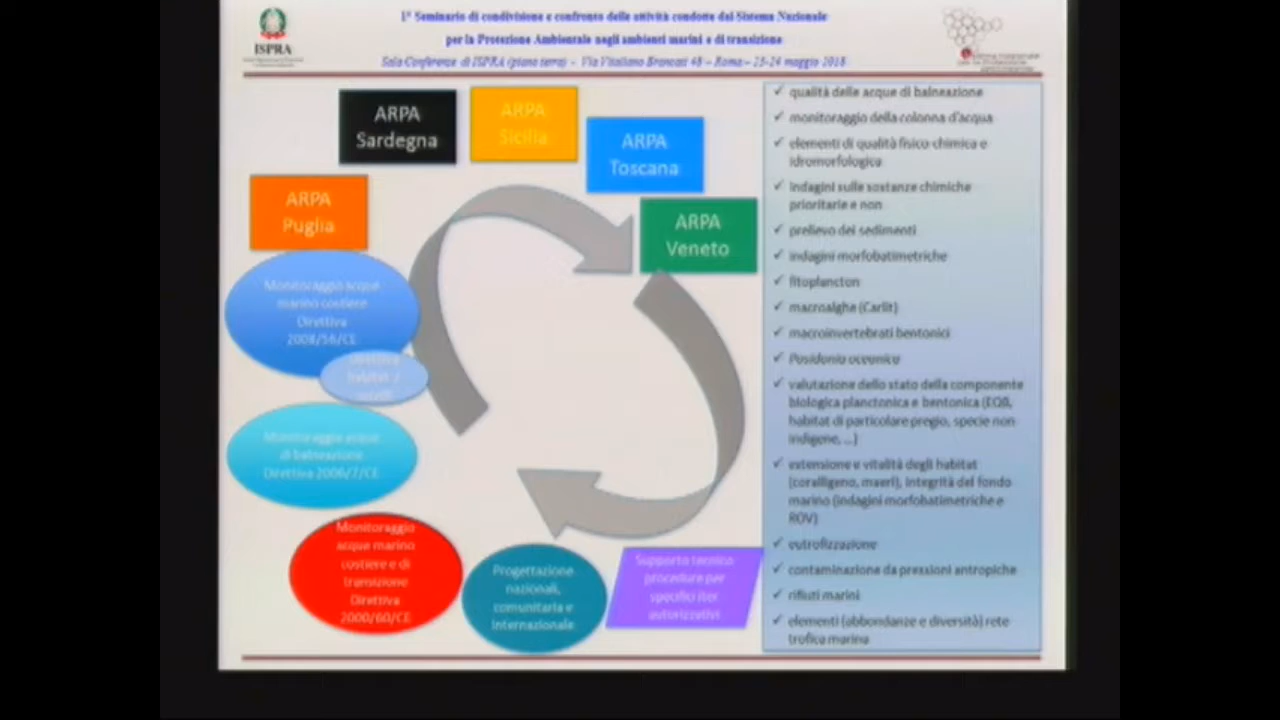 1° Seminario di condivisione e confronto delle attività condotte dal Sistema Nazionale
per la Protezione Ambientale negli ambienti marini e di transizione
Sala Conferenze di ISPRA (piano terra) - Via Vitaliano Brancati 48 – Roma – 23-24 maggio 2018
ISPRA
ARPA
Sardegna
ARPA
Sicilia
ARPA
Toscana
ARPA
Puglia
ARPA
Veneto
Monitoraggio acque
marino costiere
Direttiva
2008/56/CE
Monitoraggio acque
di balneazione
Direttiva 2006/7/CE
Monitoraggio
acque marino
costiere e di
transizione
Direttiva
2000/60/CE
Progettazione
nazionali,
comunitaria e
internazionale
Supporto tecnico
procedure per
specifici iter
autorizzativi
✓ qualità delle acque di balneazione
✓ monitoraggio della colonna d'acqua
✓ elementi di qualità fisico chimica e
idromorfologica
✓ indagini sulle sostanze chimiche
prioritarie e non
✓ prelievo dei sedimenti
✓ indagini morfobatimetriche
✓ fitoplancton
✓ macroalghe (Carlit)
✓ macroinvertebrati bentonici
✓ Posidonia oceanica
✓ valutazione dello stato della componente
biologica planctonica e bentonica (EQB,
habitat di particolare pregio, specie non
indigene, ...)
✓ estensione e vitalità degli habitat
(coralligeno, maerl), integrità del fondo
marino (indagini morfobatimetriche e
ROV)
✓ eutrofizzazione
✓ contaminazione da pressioni antropiche
✓ rifiuti marini
✓ elementi (abbondanze e diversità) rete
trofica marina